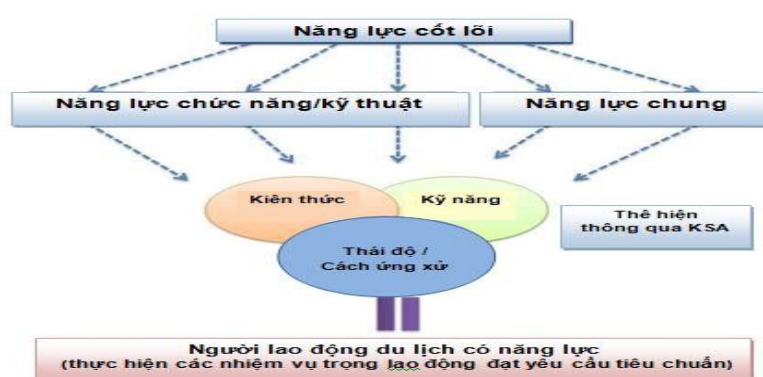 Năng lực cốt lõi
Năng lực chức năng/kỹ thuật
Năng lực chung
Kiên thức
Kỹ năng
Thể hiện
thông qua KSA
Thái độ /
Cách ứng xử
Người lao động du lịch có năng lực
(thực hiện các nhiệm vụ trong lao động đạt yêu cầu tiêu chuẩn)